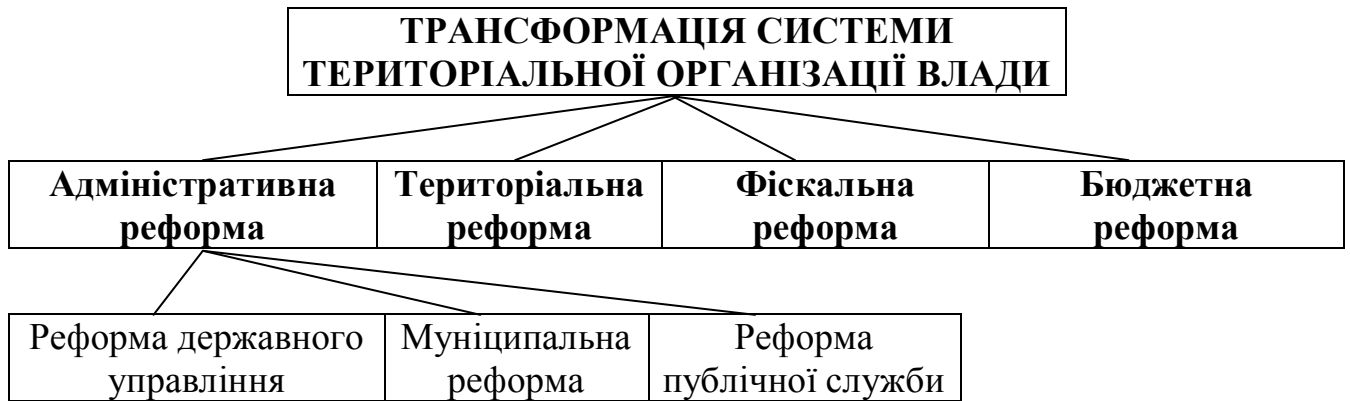 ТРАНСФОРМАЦІЯ СИСТЕМИ
ТЕРИТОРІАЛЬНОЇ ОРГАНІЗАЦІЇ ВЛАДИ
Адміністративна
реформа
Територіальна
реформа
Фіскальна
реформа
Бюджетна
реформа
Реформа державного
управління
Муніципальна
реформа
Реформа
публічної служби